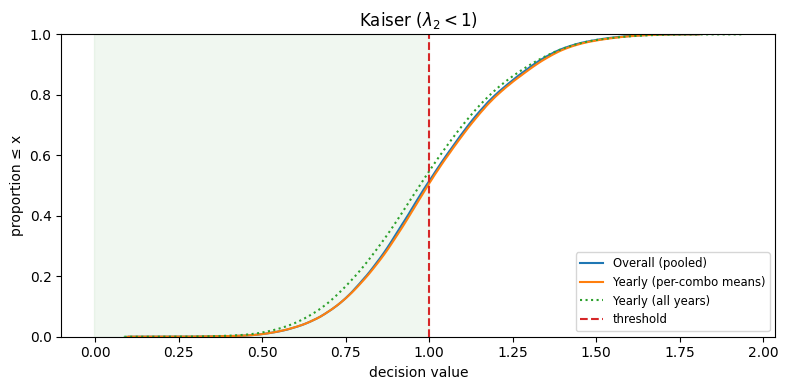 Kaiser (λ₂ < 1)
proportion ≤ x
1.0
0.8
0.6
0.4
0.2
0.0
Overall (pooled)
Yearly (per-combo means)
Yearly (all years)
threshold
0.00 0.25 0.50 0.75 1.00 1.25 1.50 1.75 2.00
decision value